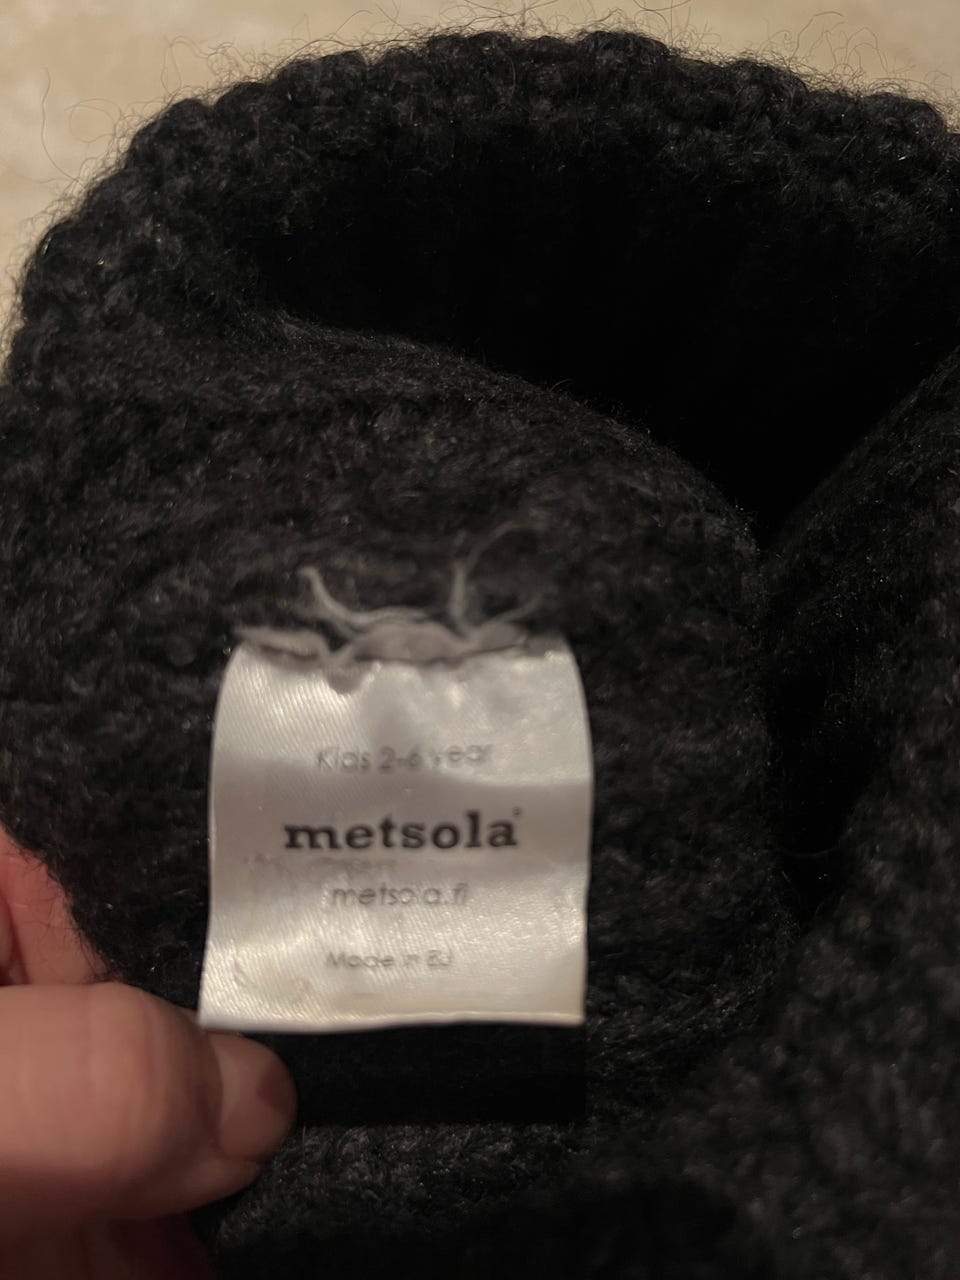 Kids 2-6 year
metsola®
metsola.fi
Made in EU